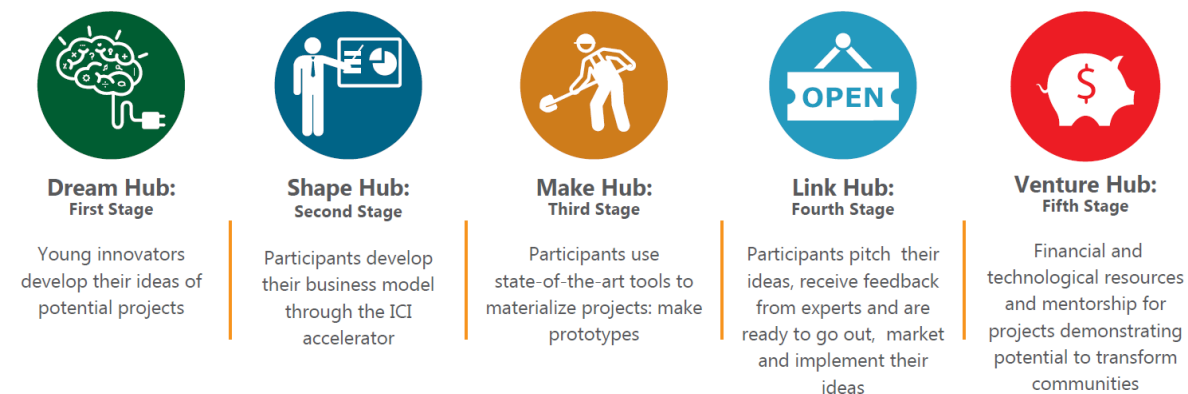 Dream Hub:
First Stage
Young innovators
develop their ideas of
potential projects
Shape Hub:
Second Stage
Participants develop
their business model
through the ICI
accelerator
Make Hub:
Third Stage
Participants use
state-of-the-art tools to
materialize projects: make
prototypes
OPEN
Link Hub:
Fourth Stage
Participants pitch  their
ideas, receive feedback
from experts and are
ready to go out,  market
and implement their
ideas
$
Venture Hub:
Fifth Stage
Financial and
technological resources
and mentorship for
projects demonstrating
potential to transform
communities